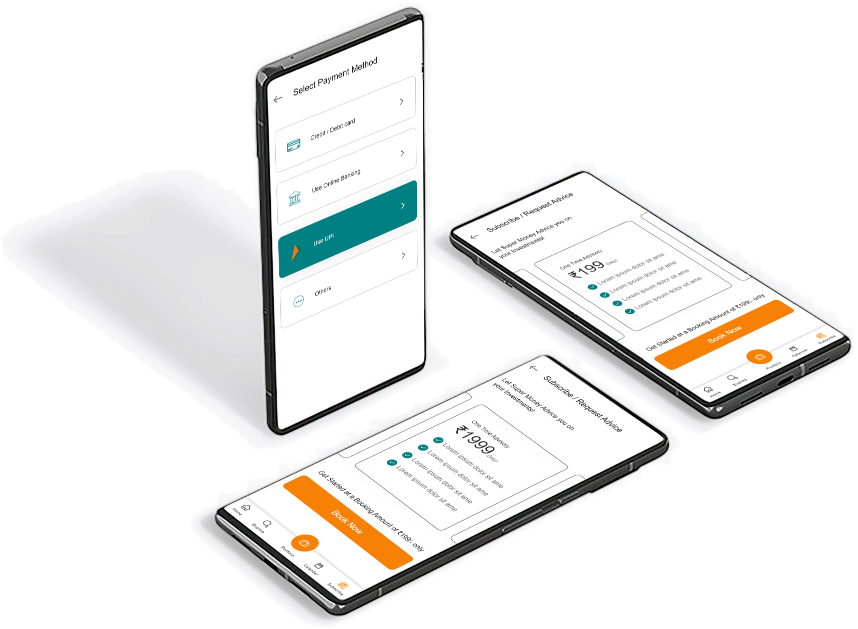 Select Payment Method
Credit / Debit card
Use Online Banking
Use UPI
Others
Subscribe / Request Advice
Let Super Money Advice you on
your Investments!
One Time Advisory
₹199
Only/-
Lorem ipsum dolor sit ame
Lorem ipsum dolor sit ame
Lorem ipsum dolor sit ame
Lorem ipsum dolor sit ame
Get Started at a Booking Amount of ₹199/- only
Book Now
Home
Explore
Portfolio
Calendar
Subscribe
Subscribe / Request Advice
Let Super Money Advice you on
your Investments!
One Time Advisory
₹1999
Only/-
Lorem ipsum dolor sit ame
Lorem ipsum dolor sit ame
Lorem ipsum dolor sit ame
Lorem ipsum dolor sit ame
Get Started at a Booking Amount of ₹199/- only
Book Now
Home
Explore
Portfolio
Calendar
Subscribe